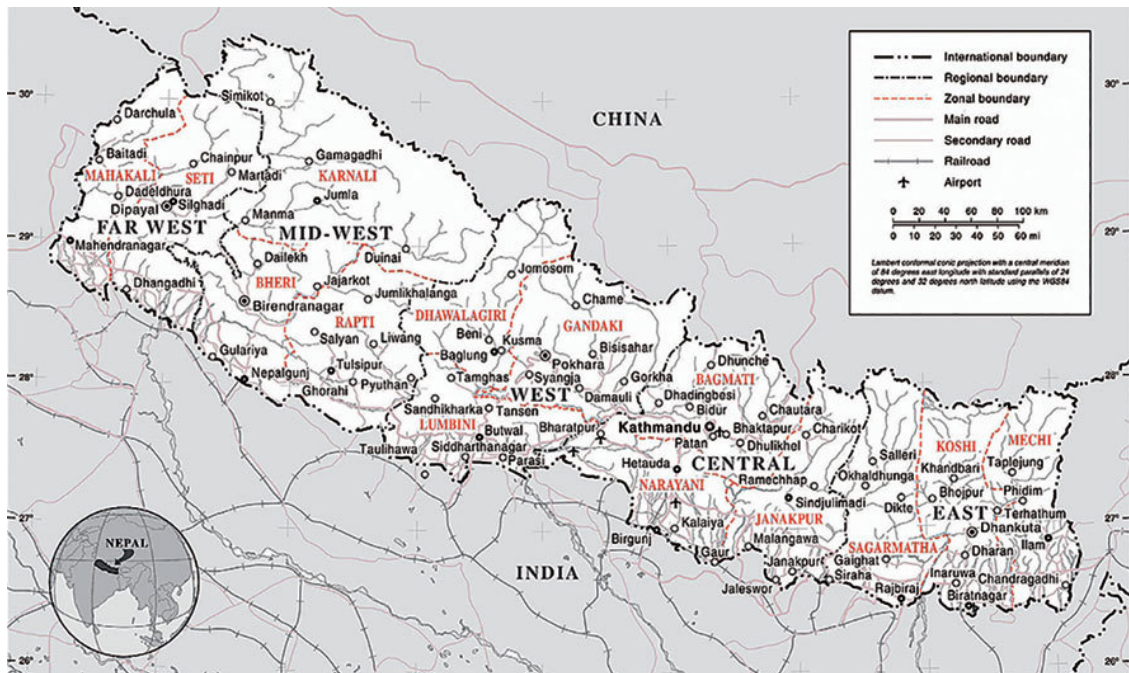 International boundary
Regional boundary
Zonal boundary
Main road
Secondary road
Railroad
Airport
0 20 40 60 80 100 km
0 10 20 30 40 50 60 mi
Lambert conformal conic projection with a central meridian
of 84 degrees east longitude with standard parallels of 24
degrees and 32 degrees north latitude using the WGS84
datum.
30°
30°
29°
29°
28°
28°
27°
27°
26°
26°
CHINA
INDIA
NEPAL
FAR WEST
MID-WEST
WEST
CENTRAL
EAST
MAHAKALI
SETI
KARNALI
BHERI
RAPTI
DHAWALAGIRI
GANDAKI
LUMBINI
BAGMATI
NARAYANI
JANAKPUR
SAGARMATHA
KOSHI
MECHI
Simikot
Darchula
Baitadi
Chainpur
Martadi
Gamagadhi
Dadeldhura
Jumla
Dipayal
Silghadi
Manma
Mahendranagar
Dailekh
Duinai
Dhangadhi
Jajarkot
Jumlikhalanga
Birendranagar
Jomosom
Chame
Salyan
Liwang
Beni
Kusma
Bisisahar
Gulariya
Tulsipur
Baglung
Pokhara
Nepalgunj
Pyuthan
Tamghas
Syangja
Gorkha
Dhunche
Ghorahi
Damauli
Dhadingbesi
Sandhikharka
Tansen
Bidur
Chautara
Butwal
Bharatpur
Kathmandu
Bhaktapur
Charikot
Taulihawa
Siddharthanagar
Parasi
Patan
Dhulikhel
Hetauda
Ramechhap
Salleri
Okhaldhunga
Khandbari
Taplejung
Sindjulimadi
Dikte
Bhojpur
Phidim
Terhathum
Kalaiya
Birgunj
Malangawa
Dhankuta
Ilam
Gaur
Janakpur
Gaighat
Dharan
Jaleswor
Siraha
Rajbiraj
Inaruwa
Chandragadhi
Biratnagar